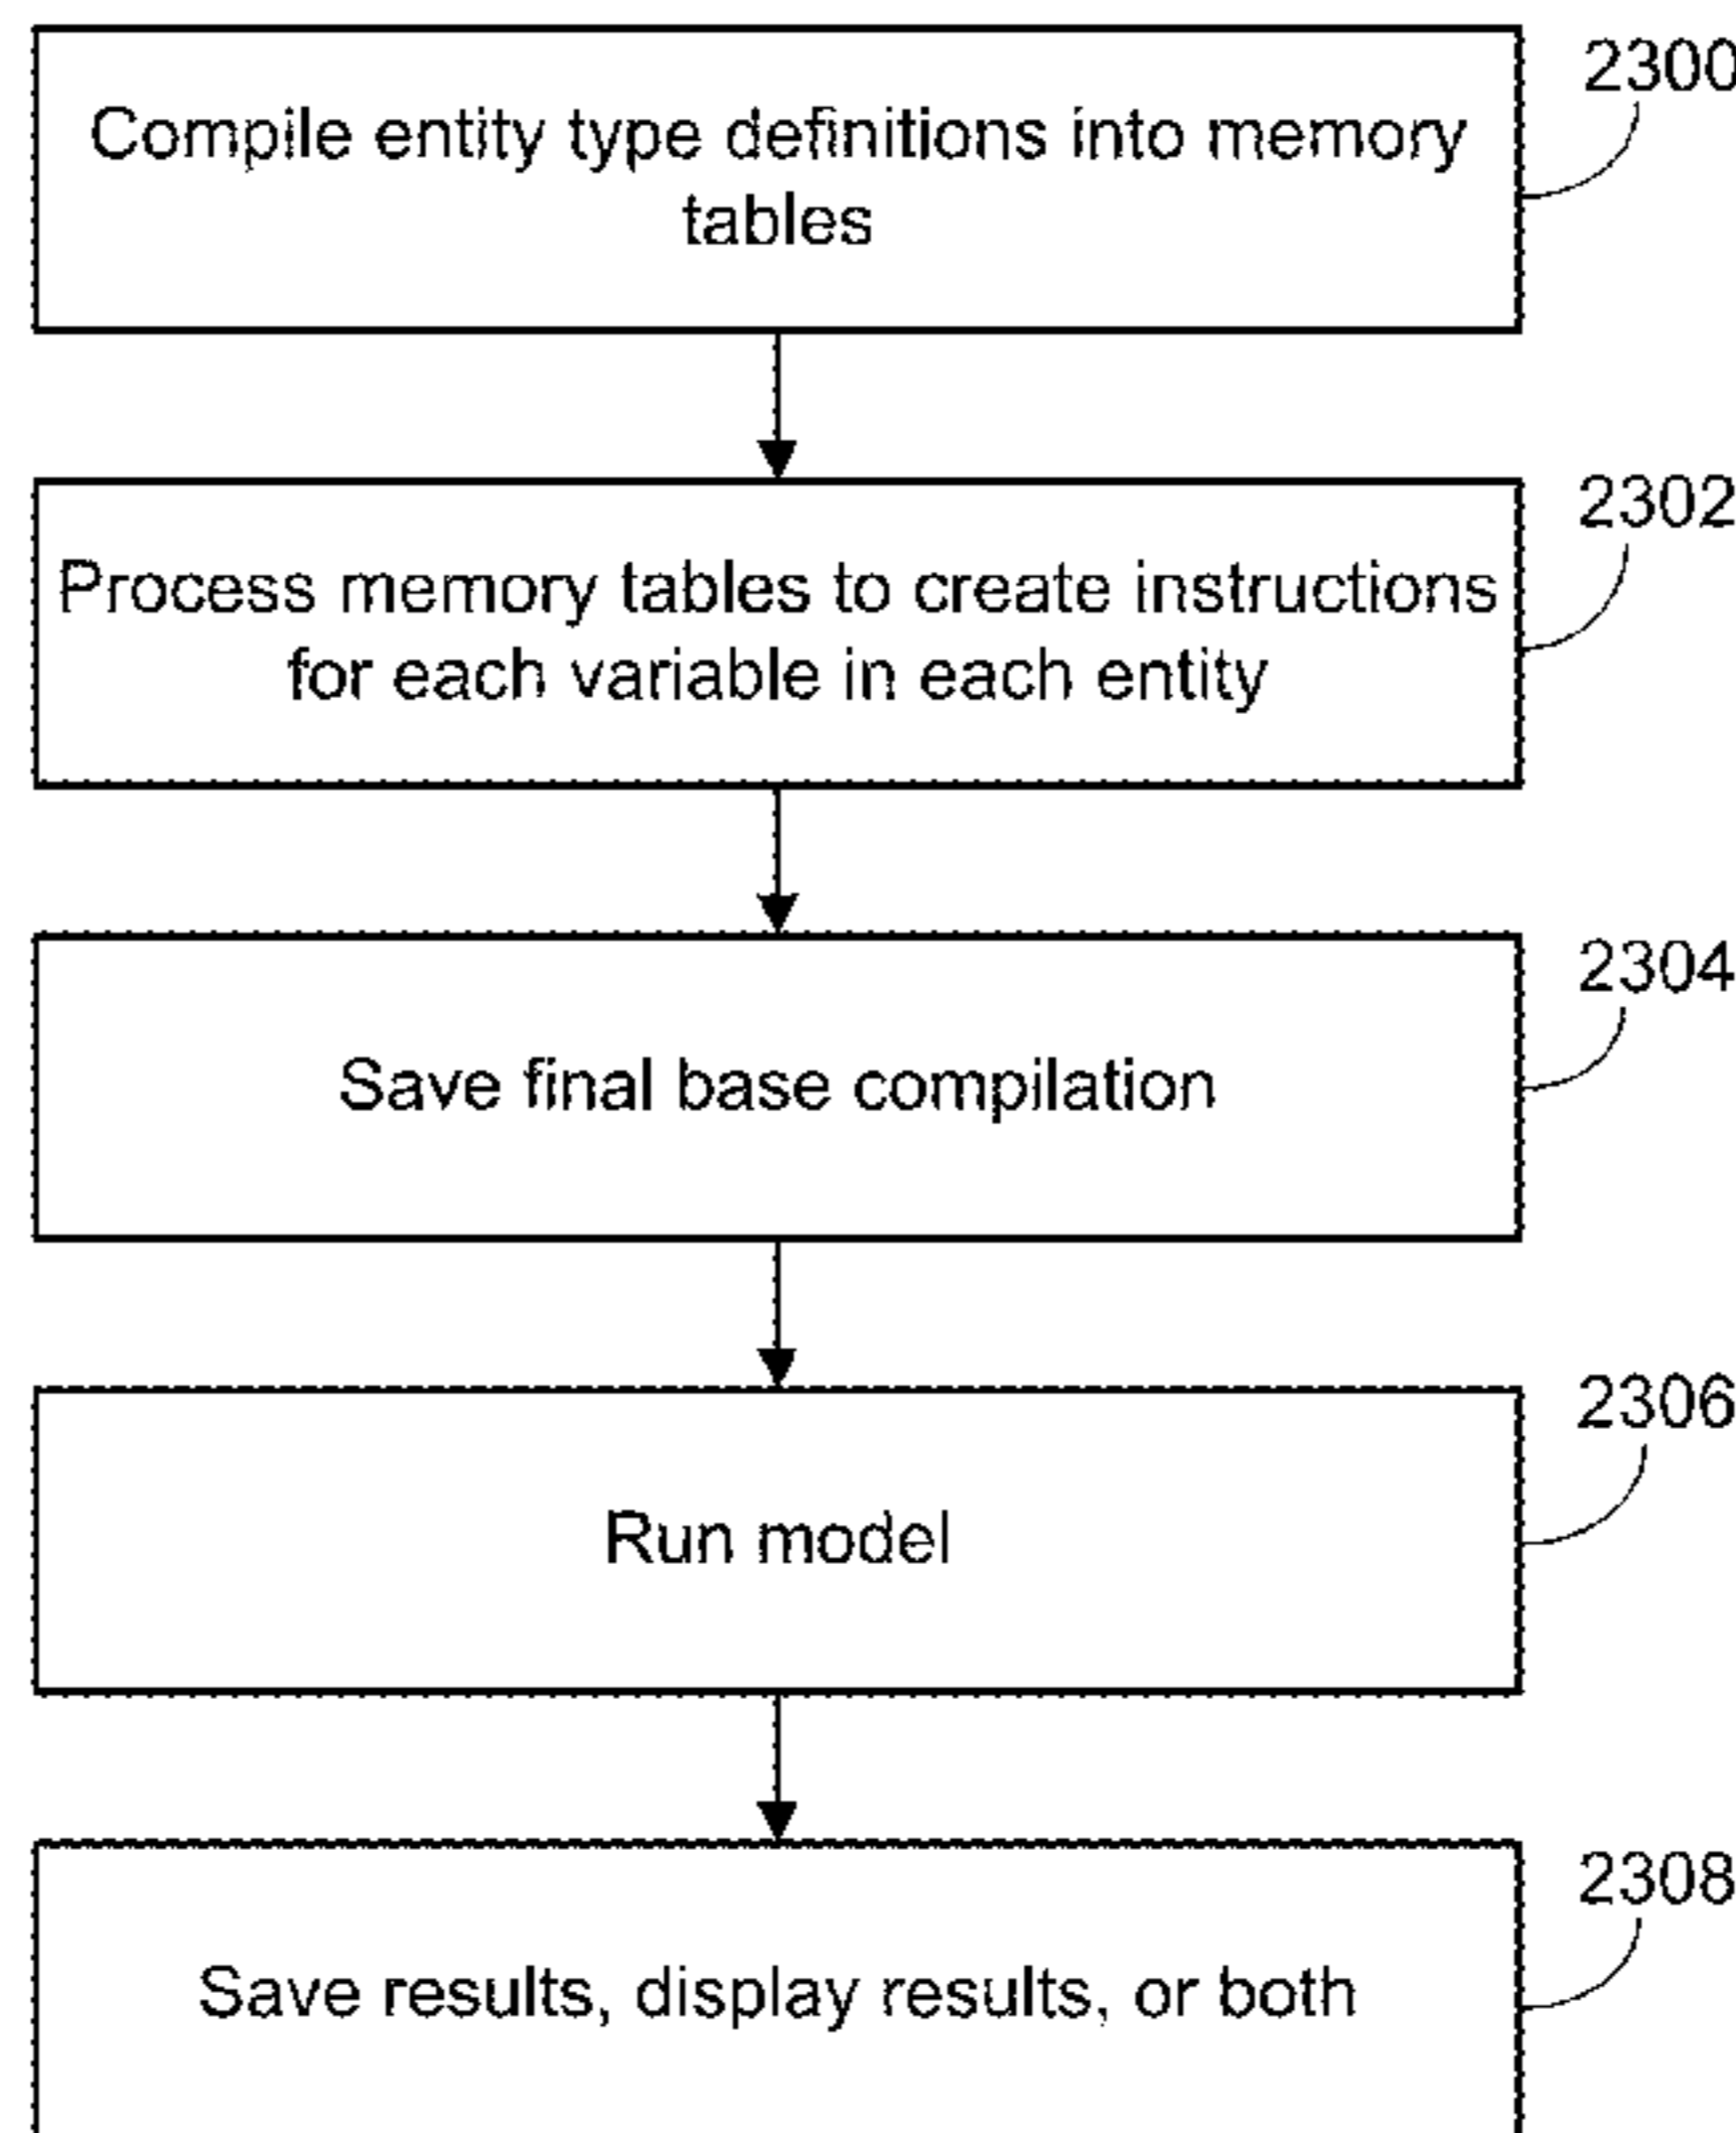 2300
Compile entity type definitions into memory
tables
2302
Process memory tables to create instructions
for each variable in each entity
2304
Save final base compilation
2306
Run model
2308
Save results, display results, or both